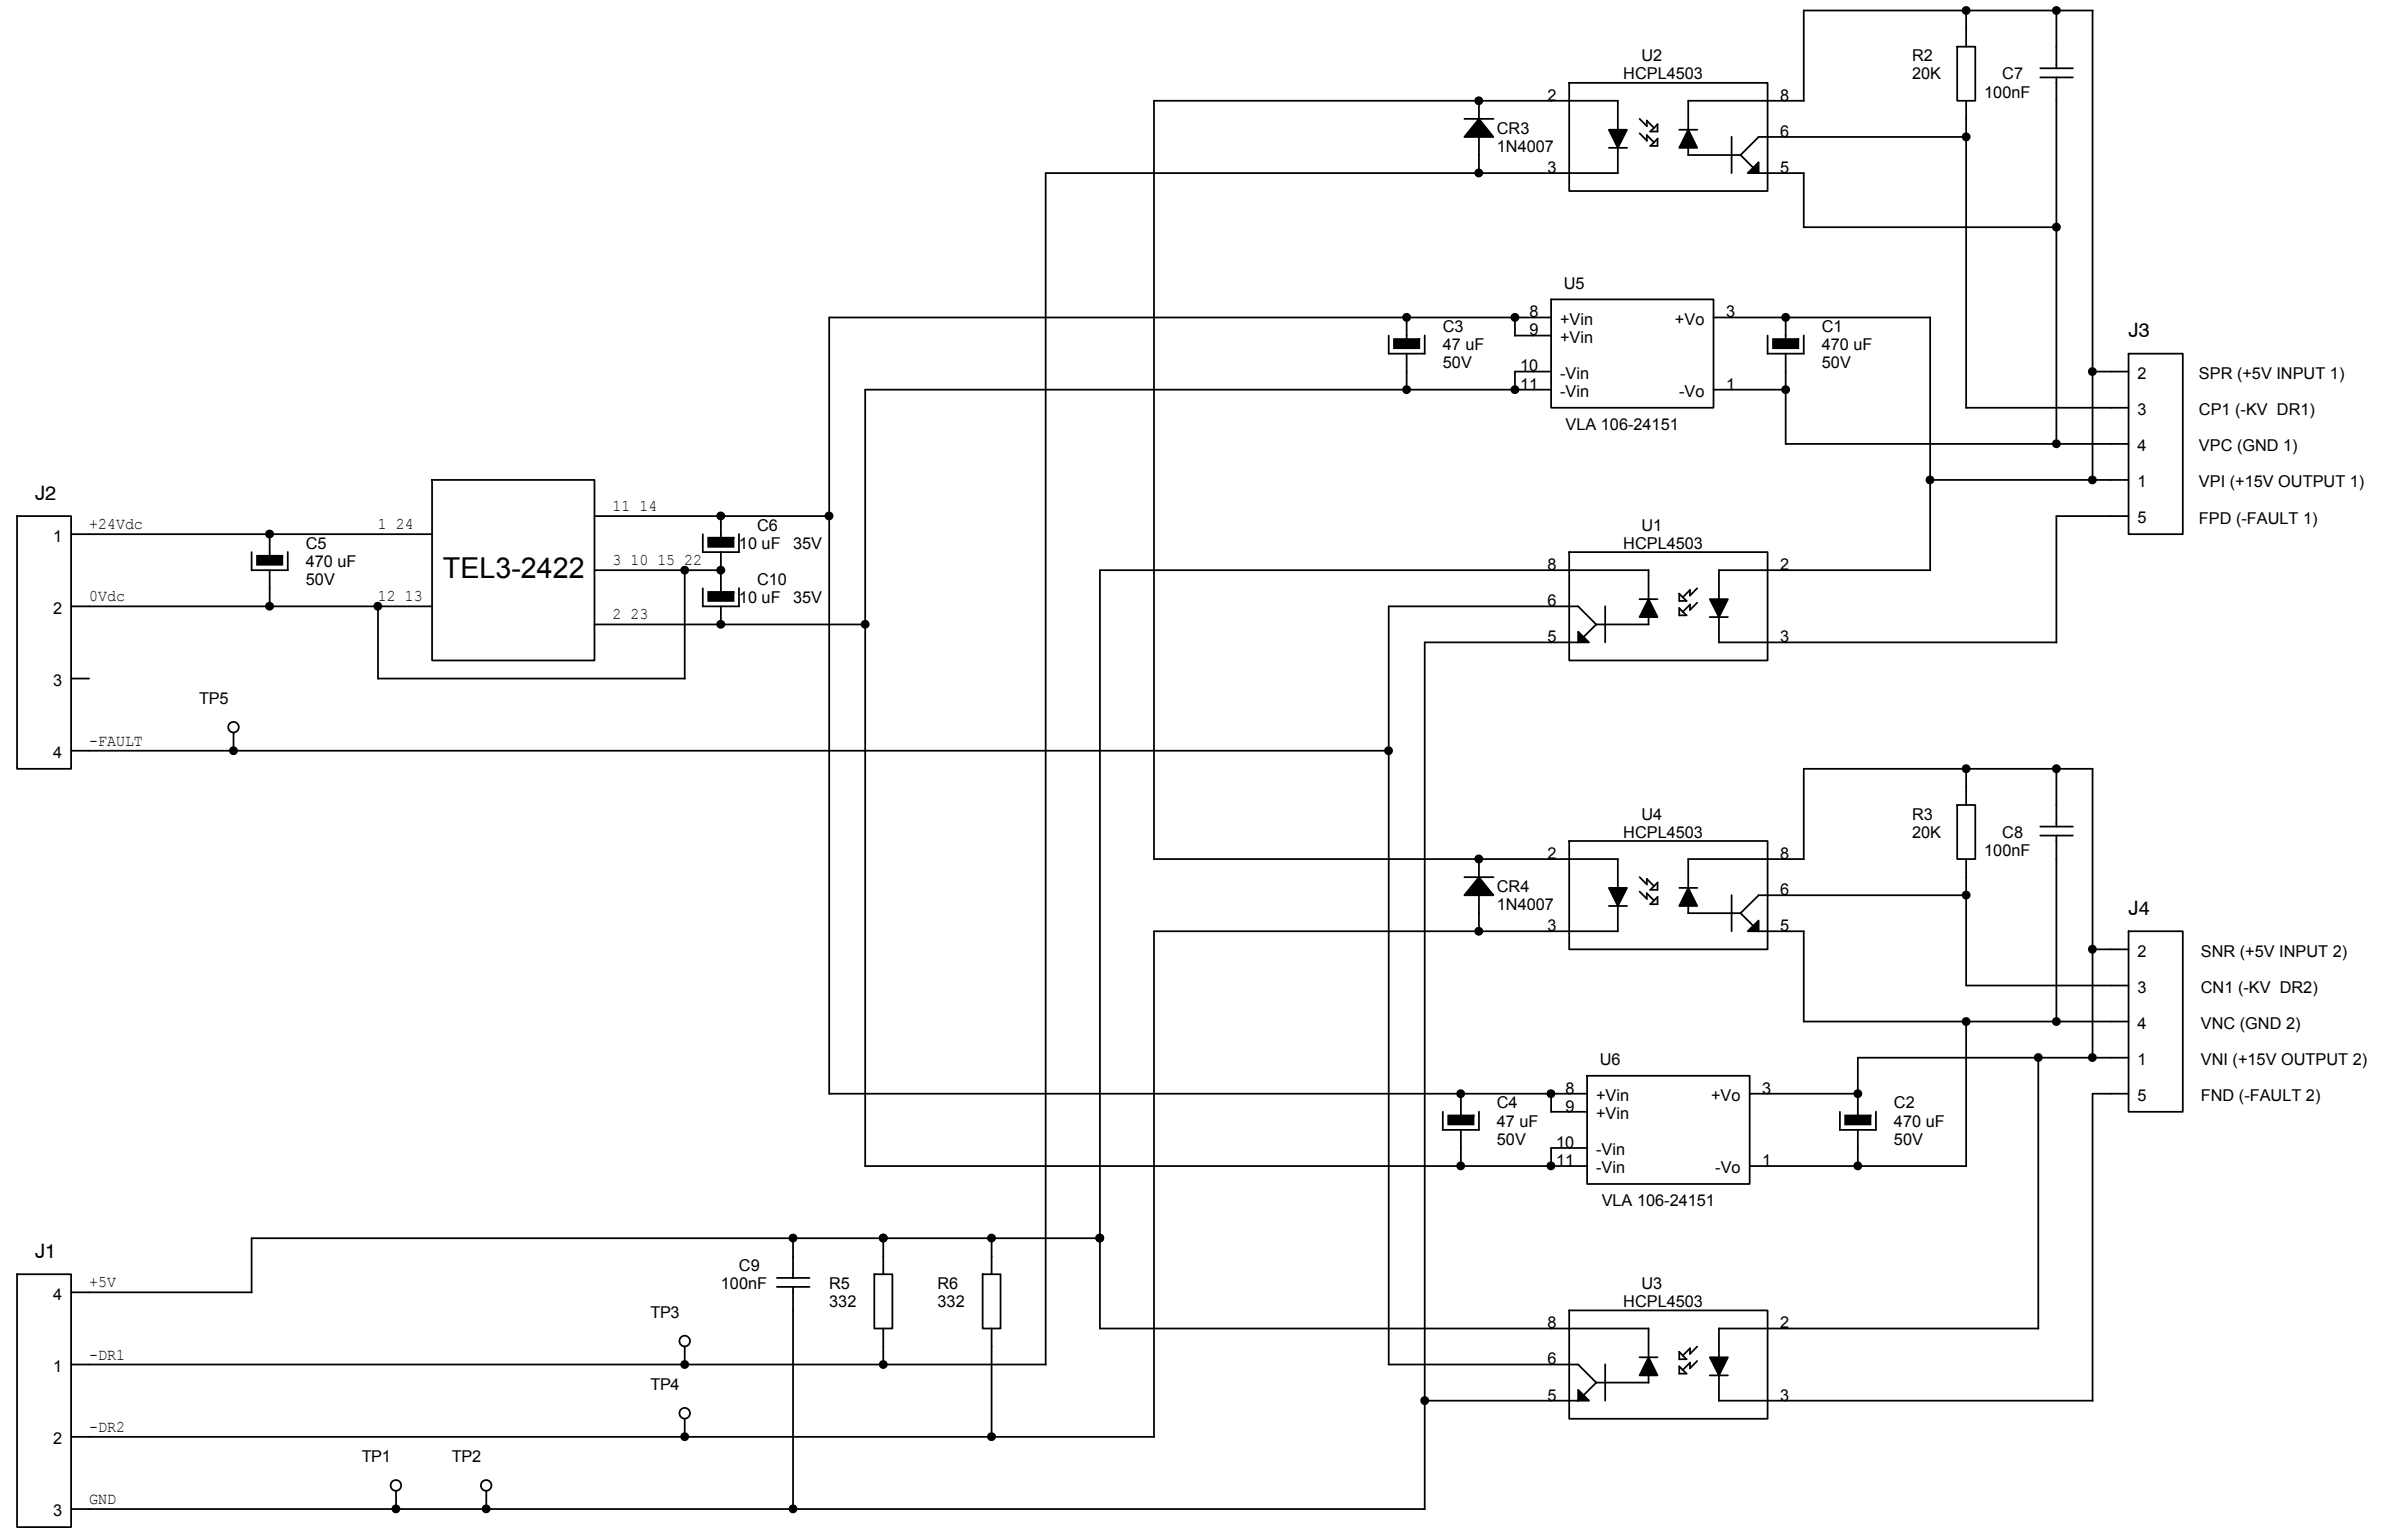 U2
HCPL4503
2
3
8
6
5
CR3
1N4007
R2
20K
C7
100nF
U5
8
9
10
11
+Vin
+Vin
-Vin
-Vin
+Vo
-Vo
3
1
VLA 106-24151
C3
47 uF
50V
C1
470 uF
50V
J3
2 SPR (+5V INPUT 1)
3 CP1 (-KV DR1)
4 VPC (GND 1)
1 VPI (+15V OUTPUT 1)
5 FPD (-FAULT 1)
U1
HCPL4503
8
6
5
2
3
J2
1 +24Vdc
2 0Vdc
3
4 -FAULT
C5
470 uF
50V
1 24
12 13
TEL3-2422
11 14
3 10 15 22
2 23
C6
10 uF 35V
C10
10 uF 35V
TP5
U4
HCPL4503
2
3
8
6
5
CR4
1N4007
R3
20K
C8
100nF
J4
2 SNR (+5V INPUT 2)
3 CN1 (-KV DR2)
4 VNC (GND 2)
1 VNI (+15V OUTPUT 2)
5 FND (-FAULT 2)
U6
8
9
10
11
+Vin
+Vin
-Vin
-Vin
+Vo
-Vo
3
1
VLA 106-24151
C4
47 uF
50V
C2
470 uF
50V
J1
4 +5V
1 -DR1
2 -DR2
3 GND
C9
100nF
R5
332
R6
332
TP3
TP4
TP1
TP2
U3
HCPL4503
8
6
5
2
3